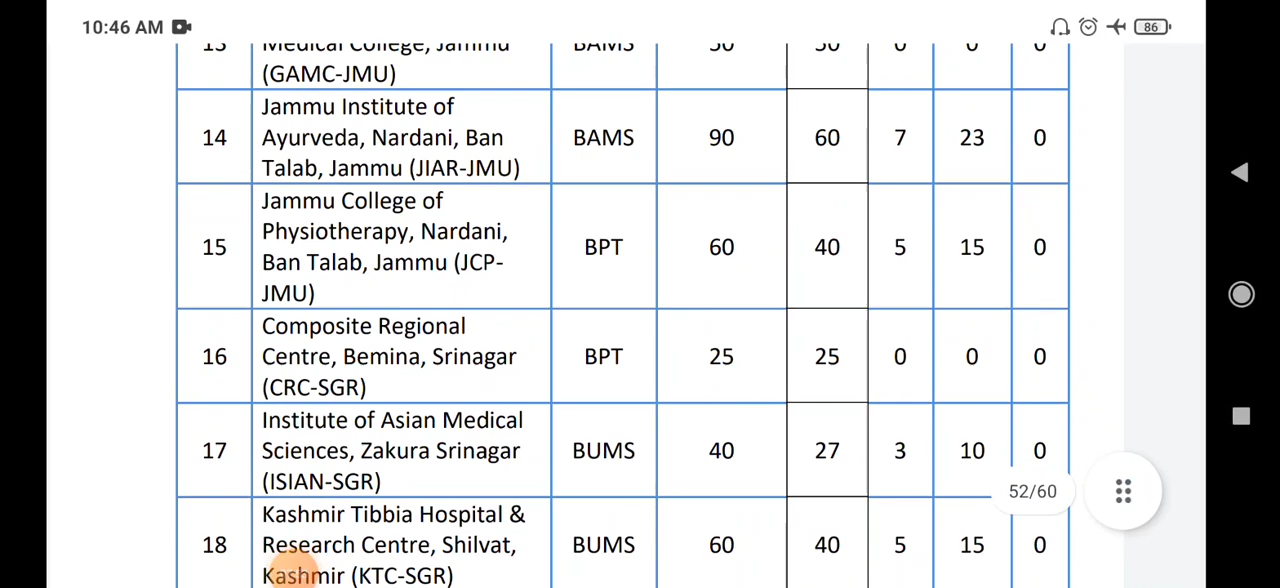 10:46 AM 86
13 Medical College, Jammu (GAMC-JMU) BAMS 30 30 0 0 0
14 Jammu Institute of Ayurveda, Nardani, Ban Talab, Jammu (JIAR-JMU) BAMS 90 60 7 23 0
15 Jammu College of Physiotherapy, Nardani, Ban Talab, Jammu (JCP-JMU) BPT 60 40 5 15 0
16 Composite Regional Centre, Bemina, Srinagar (CRC-SGR) BPT 25 25 0 0 0
17 Institute of Asian Medical Sciences, Zakura Srinagar (ISIAN-SGR) BUMS 40 27 3 10 0
52/60
18 Kashmir Tibbia Hospital & Research Centre, Shilvat, Kashmir (KTC-SGR) BUMS 60 40 5 15 0